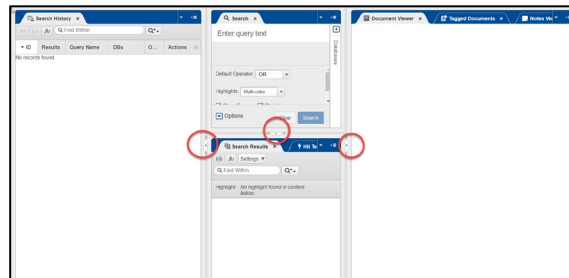 Search History
Find Within
ID Results Query Name DBs O... Actions
No records found
Search
Enter query text
Databases
Default Operator: OR
Highlights: Multi-color
Options Clear Search
Search Results Hit Te
Settings
Find Within
Highlight: No highlight found in content
below
Document Viewer Tagged Documents Notes Vie